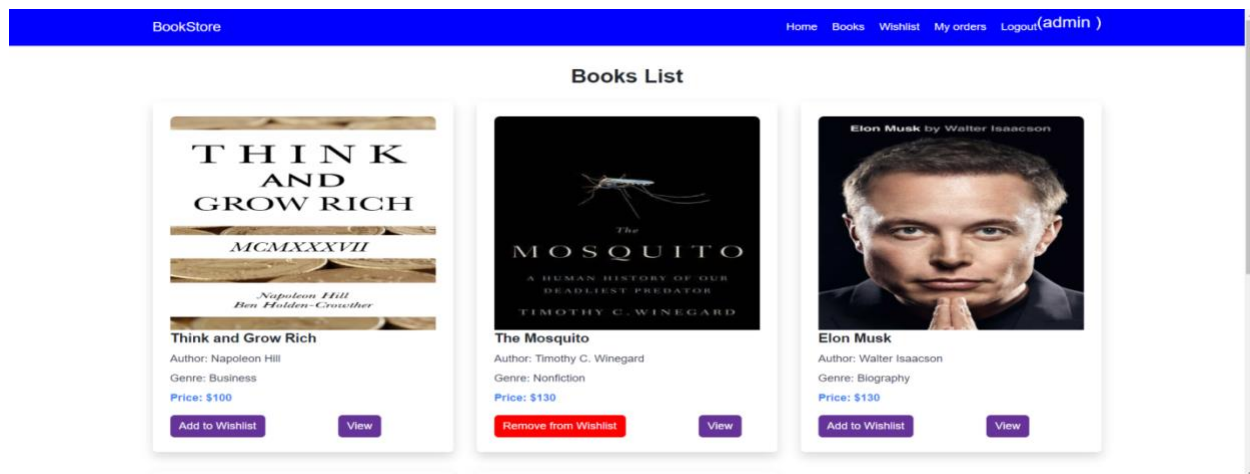 BookStore
Home Books Wishlist My orders Logout(admin )
Books List
THINK
AND
GROW RICH
MCMXXXVII
Napoleon Hill
Ben Holden-Crowther
Think and Grow Rich
Author: Napoleon Hill
Genre: Business
Price: $100
Add to Wishlist View
The
MOSQUITO
A HUMAN HISTORY OF OUR
DEADLIEST PREDATOR
TIMOTHY C. WINEGARD
The Mosquito
Author: Timothy C. Winegard
Genre: Nonfiction
Price: $130
Remove from Wishlist View
Elon Musk by Walter Isaacson
Elon Musk
Author: Walter Isaacson
Genre: Biography
Price: $130
Add to Wishlist View